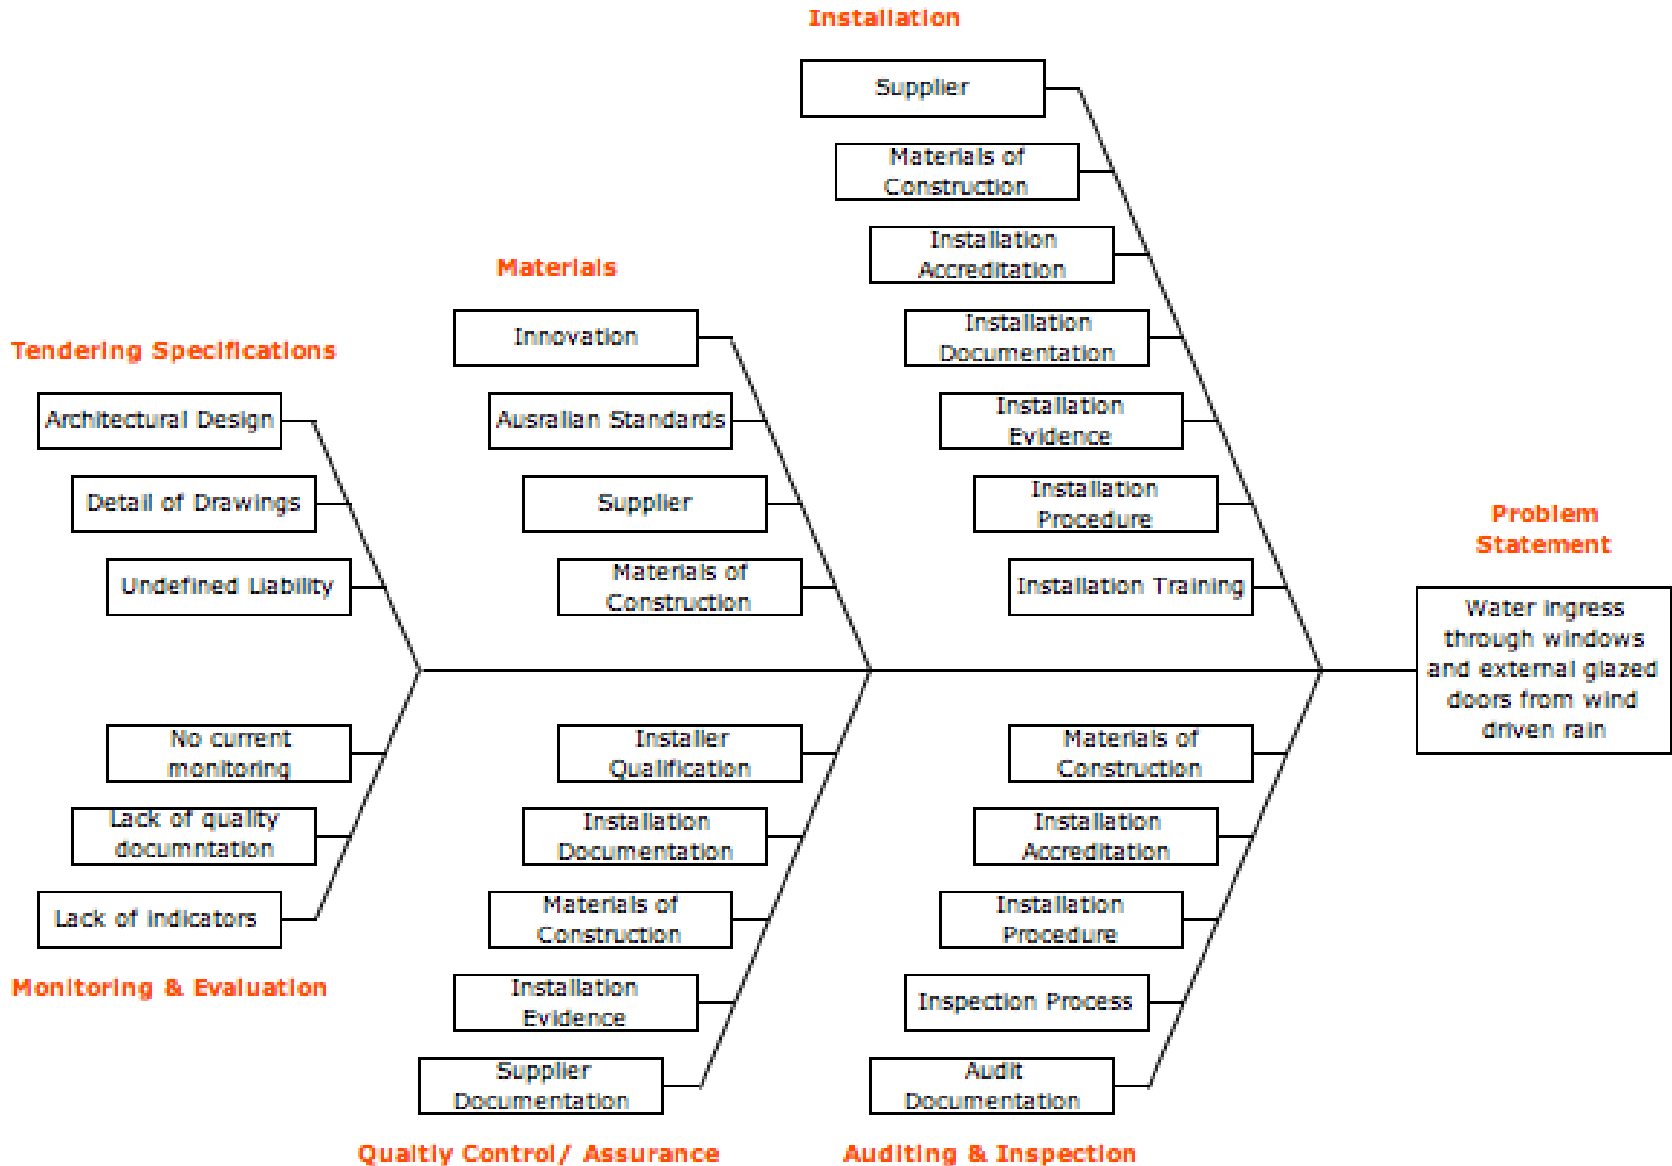 Installation
Supplier
Materials of
Construction
Installation
Accreditation
Installation
Documentation
Installation
Evidence
Installation
Procedure
Installation Training
Materials
Innovation
Ausralian Standards
Supplier
Materials of
Construction
Tendering Specifications
Architectural Design
Detail of Drawings
Undefined Liability
Problem
Statement
Water ingress
through windows
and external glazed
doors from wind
driven rain
No current
monitoring
Lack of quality
documntation
Lack of indicators
Monitoring & Evaluation
Installer
Qualification
Installation
Documentation
Materials of
Construction
Installation
Evidence
Supplier
Documentation
Qualtiy Control/ Assurance
Materials of
Construction
Installation
Accreditation
Installation
Procedure
Inspection Process
Audit
Documentation
Auditing & Inspection